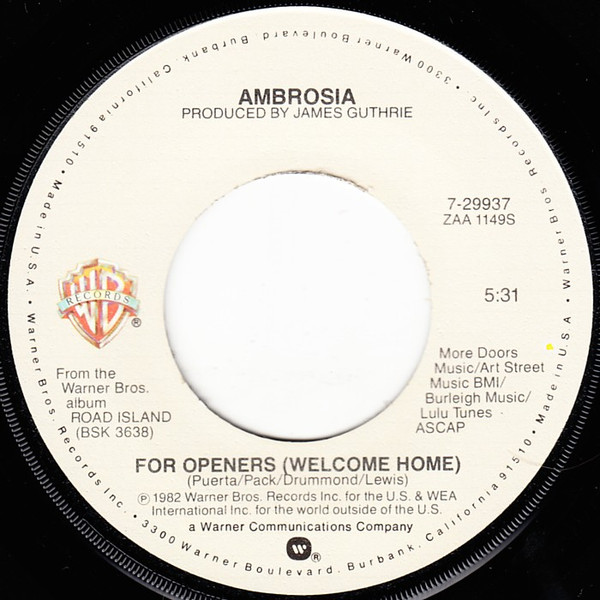 AMBROSIA
PRODUCED BY JAMES GUTHRIE
7-29937
ZAA 1149S
WB
RECORDS
®
5:31
From the
Warner Bros.
album
ROAD ISLAND
(BSK 3638)
More Doors
Music/Art Street
Music BMI/
Burleigh Music/
Lulu Tunes
ASCAP
FOR OPENERS (WELCOME HOME)
(Puerta/Pack/Drummond/Lewis)
℗ 1982 Warner Bros. Records Inc. for the U.S. & WEA
International Inc. for the world outside of the U.S.
a Warner Communications Company
®
Warner Bros. Records Inc. • 3300 Warner Boulevard, Burbank, California 91510 • Made in U.S.A. • Warner Bros. Records Inc. • 3300 Warner Boulevard, Burbank, California 91510 • Made in U.S.A •